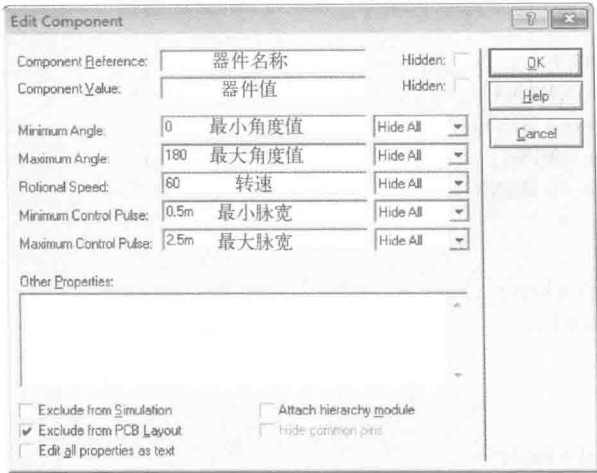 Edit Component
Component Reference: 器件名称 Hidden: OK
Component Value: 器件值 Hidden: Help
Minimum Angle: 0 最小角度值 Hide All Cancel
Maximum Angle: 180 最大角度值 Hide All
Rotional Speed: 60 转速 Hide All
Minimum Control Pulse: 0.5m 最小脉宽 Hide All
Maximum Control Pulse: 2.5m 最大脉宽 Hide All
Other Properties:
Exclude from Simulation Attach hierarchy module
Exclude from PCB Layout Hide common pins
Edit all properties as text